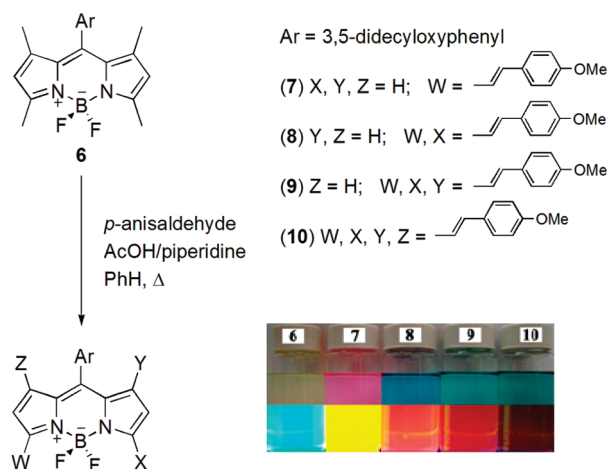 Ar
N
N
+
B
−
F
F
6
p-anisaldehyde
AcOH/piperidine
PhH, Δ
Ar
Z
Y
N
N
+
B
−
W
F
F
X
Ar = 3,5-didecyloxyphenyl
(7) X, Y, Z = H; W = OMe
(8) Y, Z = H; W, X = OMe
(9) Z = H; W, X, Y = OMe
(10) W, X, Y, Z = OMe
6 7 8 9 10